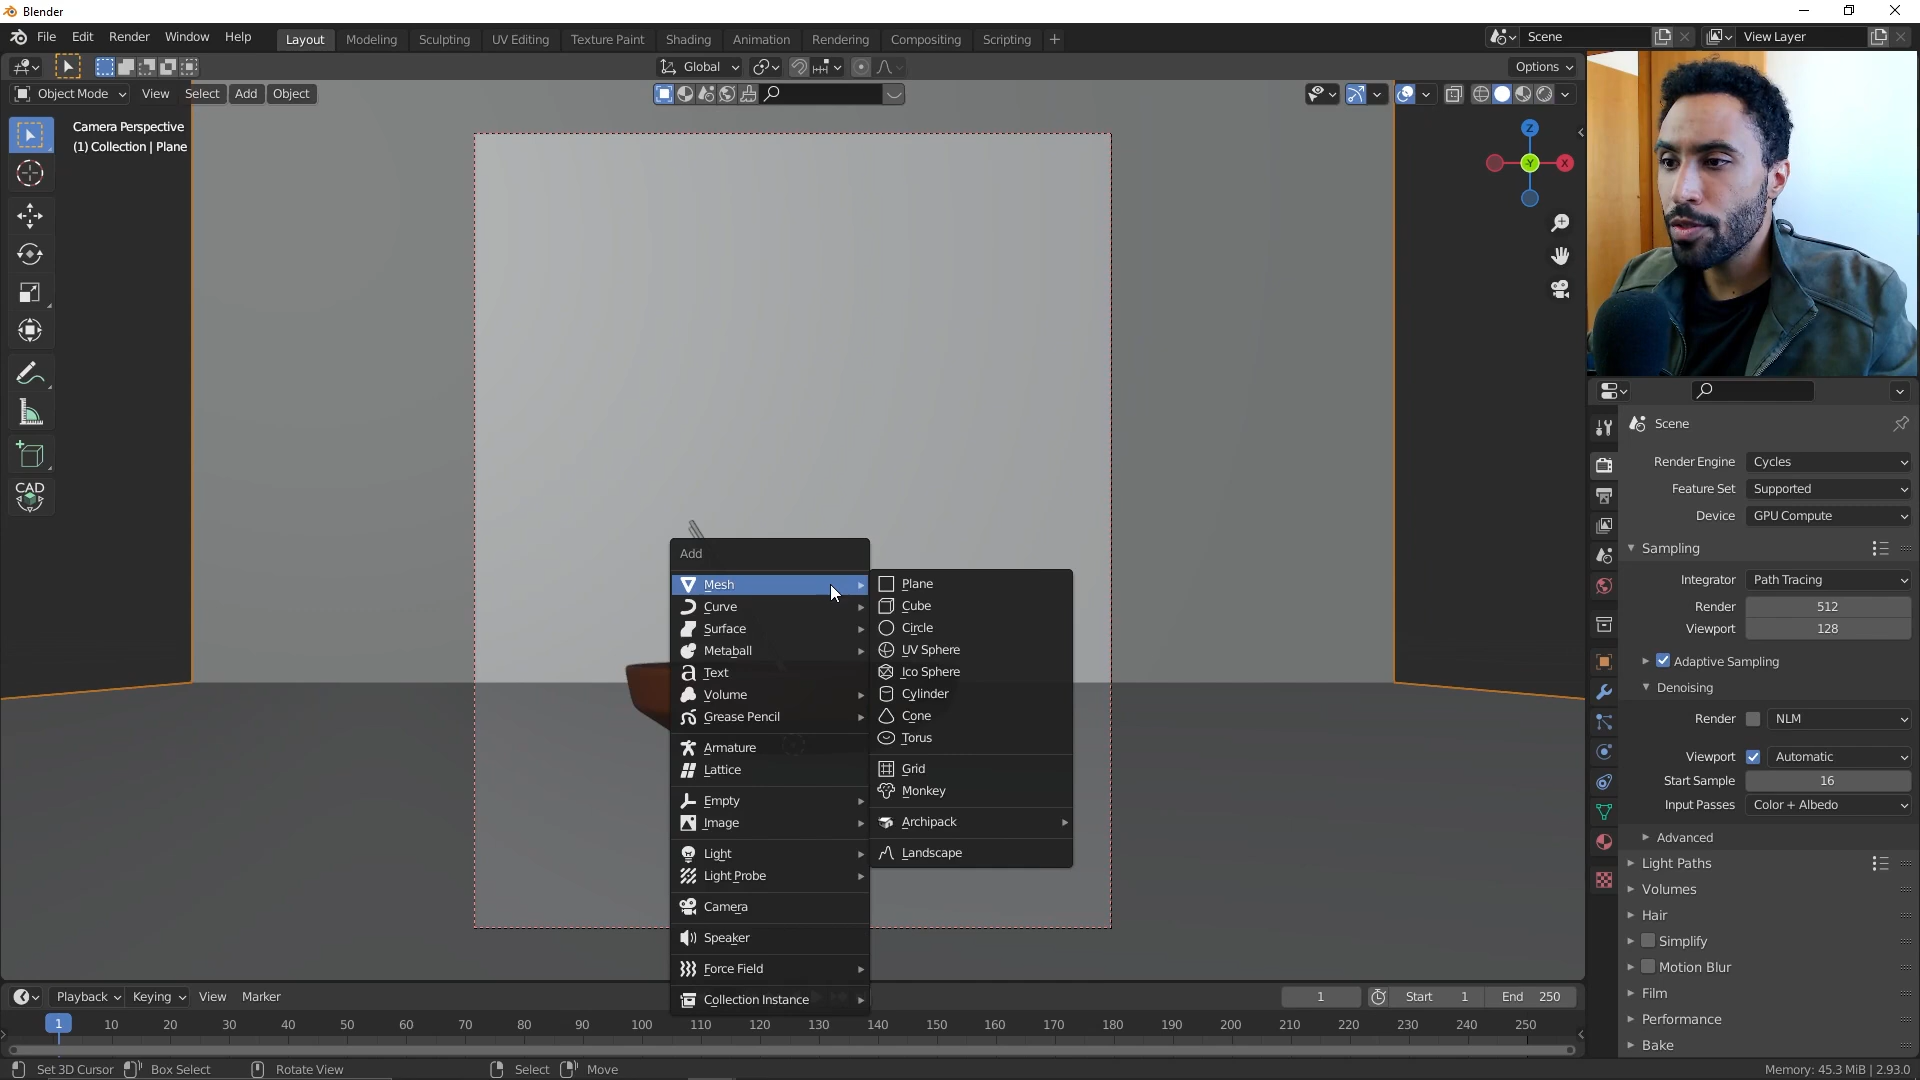 Blender
File Edit Render Window Help Layout Modeling Sculpting UV Editing Texture Paint Shading Animation Rendering Compositing Scripting + Scene View Layer
Global Options
Object Mode View Select Add Object
Camera Perspective
(1) Collection | Plane
Z
Y
X
CAD
Add
Mesh
Curve
Surface
Metaball
Text
Volume
Grease Pencil
Armature
Lattice
Empty
Image
Light
Light Probe
Camera
Speaker
Force Field
Collection Instance
Plane
Cube
Circle
UV Sphere
Ico Sphere
Cylinder
Cone
Torus
Grid
Monkey
Archipack
Landscape
Scene
Render Engine Cycles
Feature Set Supported
Device GPU Compute
Sampling
Integrator Path Tracing
Render 512
Viewport 128
Adaptive Sampling
Denoising
Render NLM
Viewport Automatic
Start Sample 16
Input Passes Color + Albedo
Advanced
Light Paths
Volumes
Hair
Simplify
Motion Blur
Film
Performance
Bake
Playback Keying View Marker 1 Start 1 End 250
1 10 20 30 40 50 60 70 80 90 100 110 120 130 140 150 160 170 180 190 200 210 220 230 240 250
Set 3D Cursor Box Select Rotate View Select Move Memory: 45.3 MiB | 2.93.0